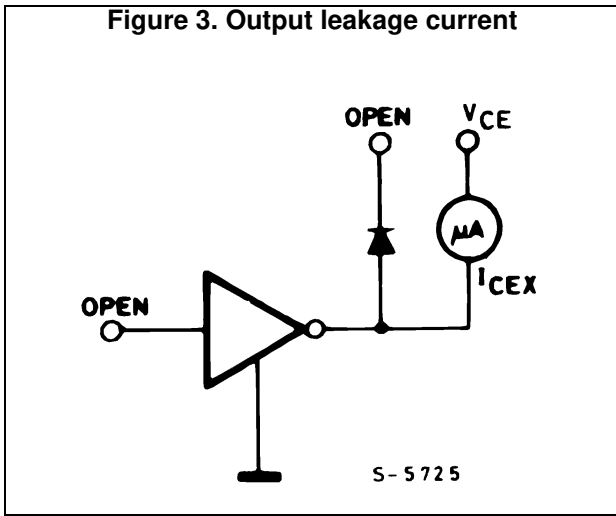 Figure 3. Output leakage current
OPEN
VCE
μA
ICEX
OPEN
S-5725